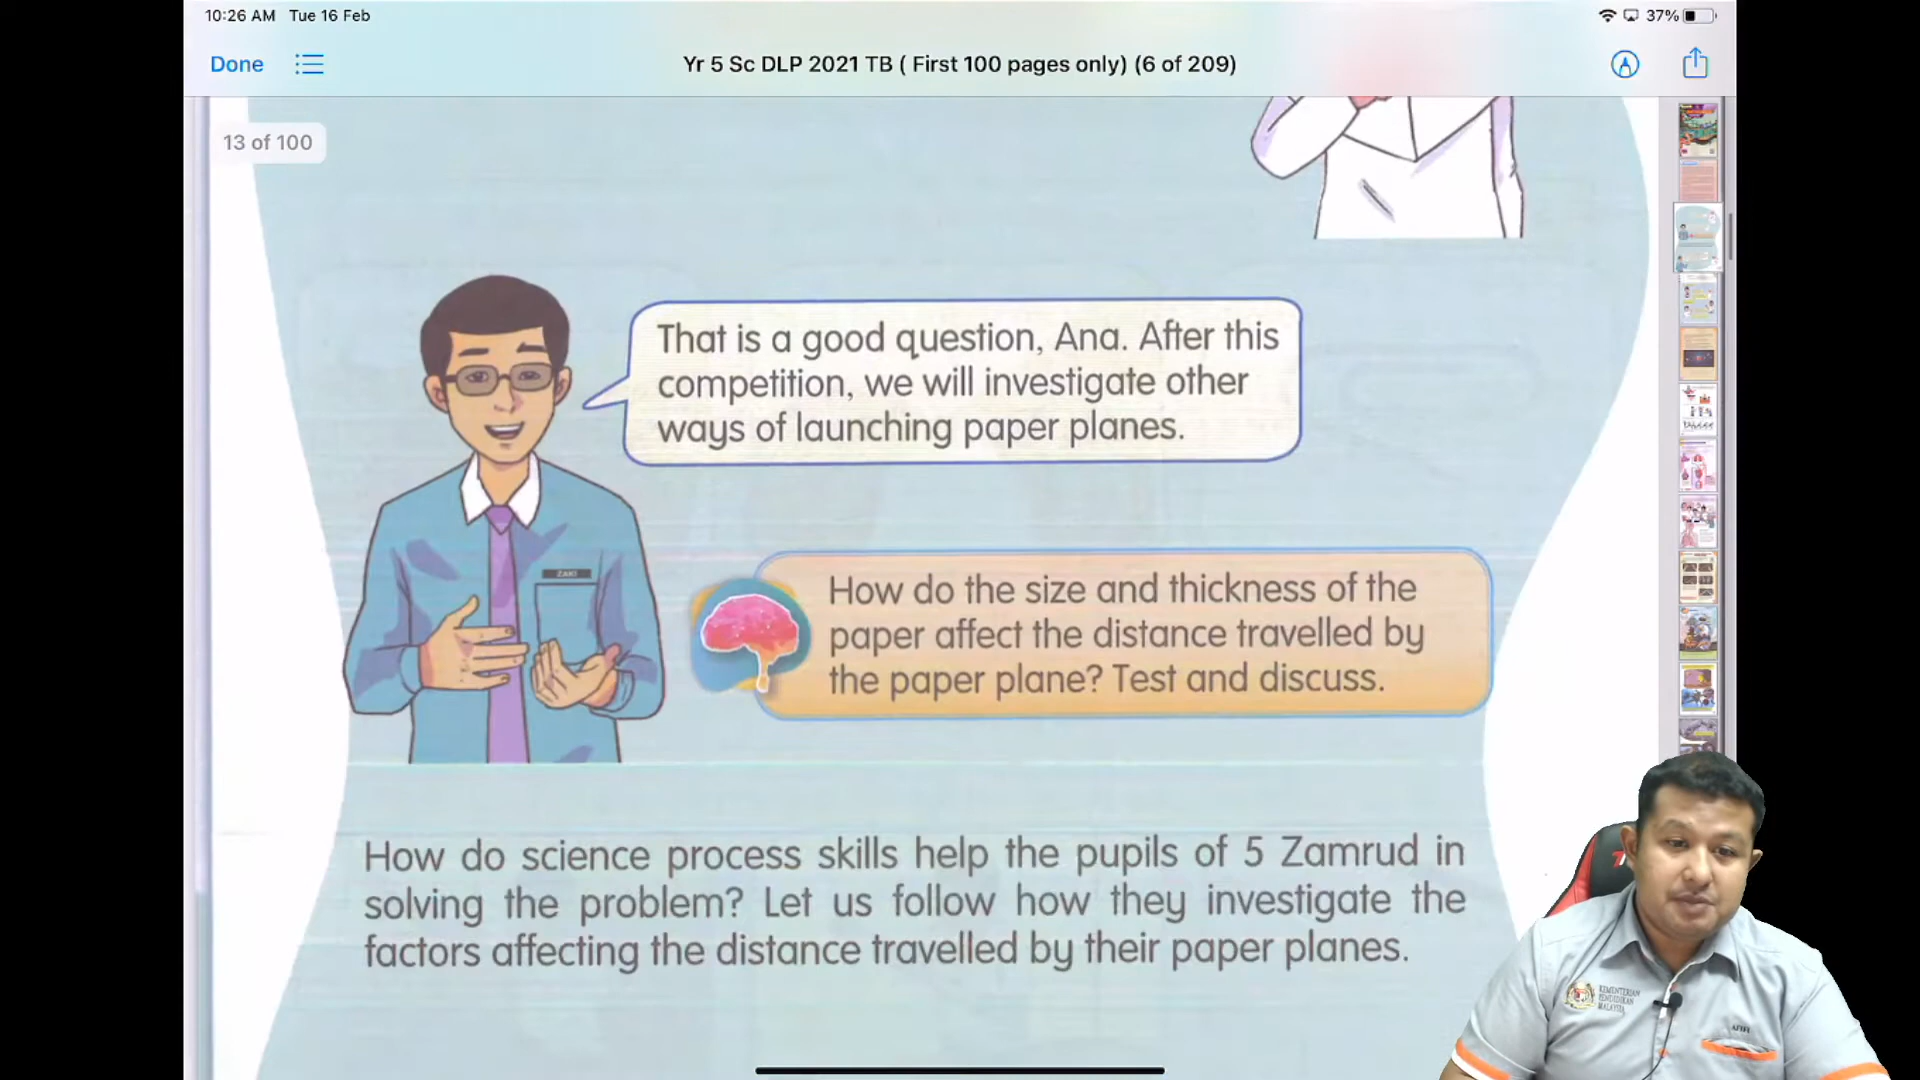 10:26 AM Tue 16 Feb
37%
Done
Yr 5 Sc DLP 2021 TB ( First 100 pages only) (6 of 209)
13 of 100
That is a good question, Ana. After this
competition, we will investigate other
ways of launching paper planes.
ZAKI
How do the size and thickness of the
paper affect the distance travelled by
the paper plane? Test and discuss.
How do science process skills help the pupils of 5 Zamrud in
solving the problem? Let us follow how they investigate the
factors affecting the distance travelled by their paper planes.
KEMENTERIAN
PENDIDIKAN
MALAYSIA